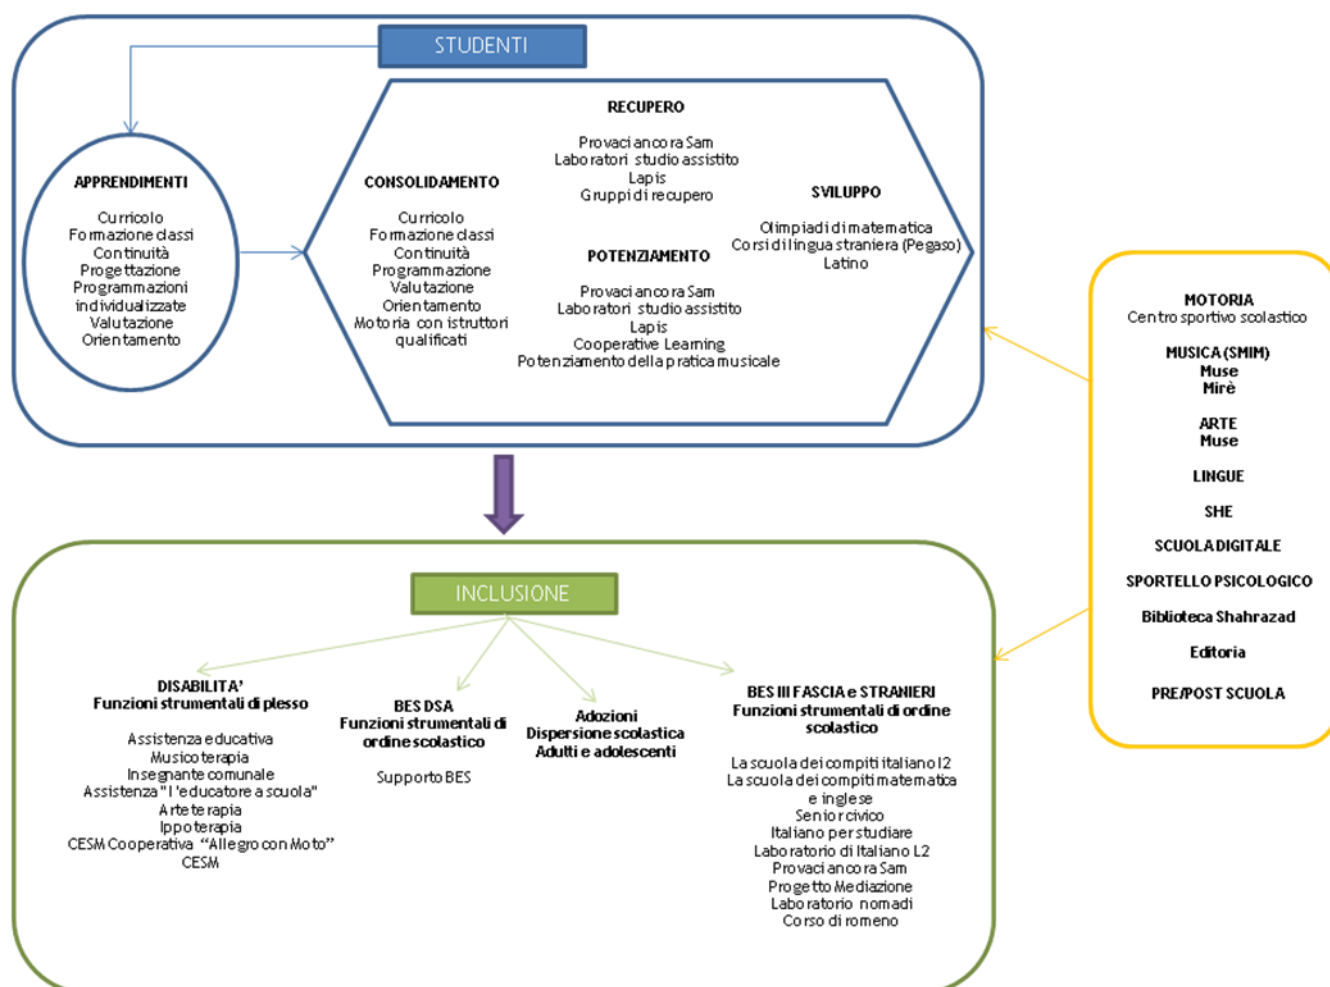 STUDENTI
APPRENDIMENTI
Curricolo
Formazione classi
Continuità
Progettazione
Programmazioni
individualizzate
Valutazione
Orientamento
CONSOLIDAMENTO
Curricolo
Formazione classi
Continuità
Programmazione
Valutazione
Orientamento
Motoria con istruttori
qualificati
RECUPERO
Provaci ancora Sam
Laboratori studio assistito
Lapis
Gruppi di recupero
POTENZIAMENTO
Provaci ancora Sam
Laboratori studio assistito
Lapis
Cooperative Learning
Potenziamento della pratica musicale
SVILUPPO
Olimpiadi di matematica
Corsi di lingua straniera (Pegaso)
Latino
MOTORIA
Centro sportivo scolastico
MUSICA (SMIM)
Muse
Mirè
ARTE
Muse
LINGUE
SHE
SCUOLA DIGITALE
SPORTELLO PSICOLOGICO
Biblioteca Shahrazad
Editoria
PRE/POST SCUOLA
INCLUSIONE
DISABILITA'
Funzioni strumentali di plesso
Assistenza educativa
Musicoterapia
Insegnante comunale
Assistenza "l'educatore a scuola"
Arteterapia
Ippoterapia
CESM Cooperativa “Allegro con Moto”
CESM
BES DSA
Funzioni strumentali di
ordine scolastico
Supporto BES
Adozioni
Dispersione scolastica
Adulti e adolescenti
BES III FASCIA e STRANIERI
Funzioni strumentali di ordine
scolastico
La scuola dei compiti italiano l2
La scuola dei compiti matematica
e inglese
Senior civico
Italiano per studiare
Laboratorio di Italiano L2
Provaci ancora Sam
Progetto Mediazione
Laboratorio nomadi
Corso di romeno